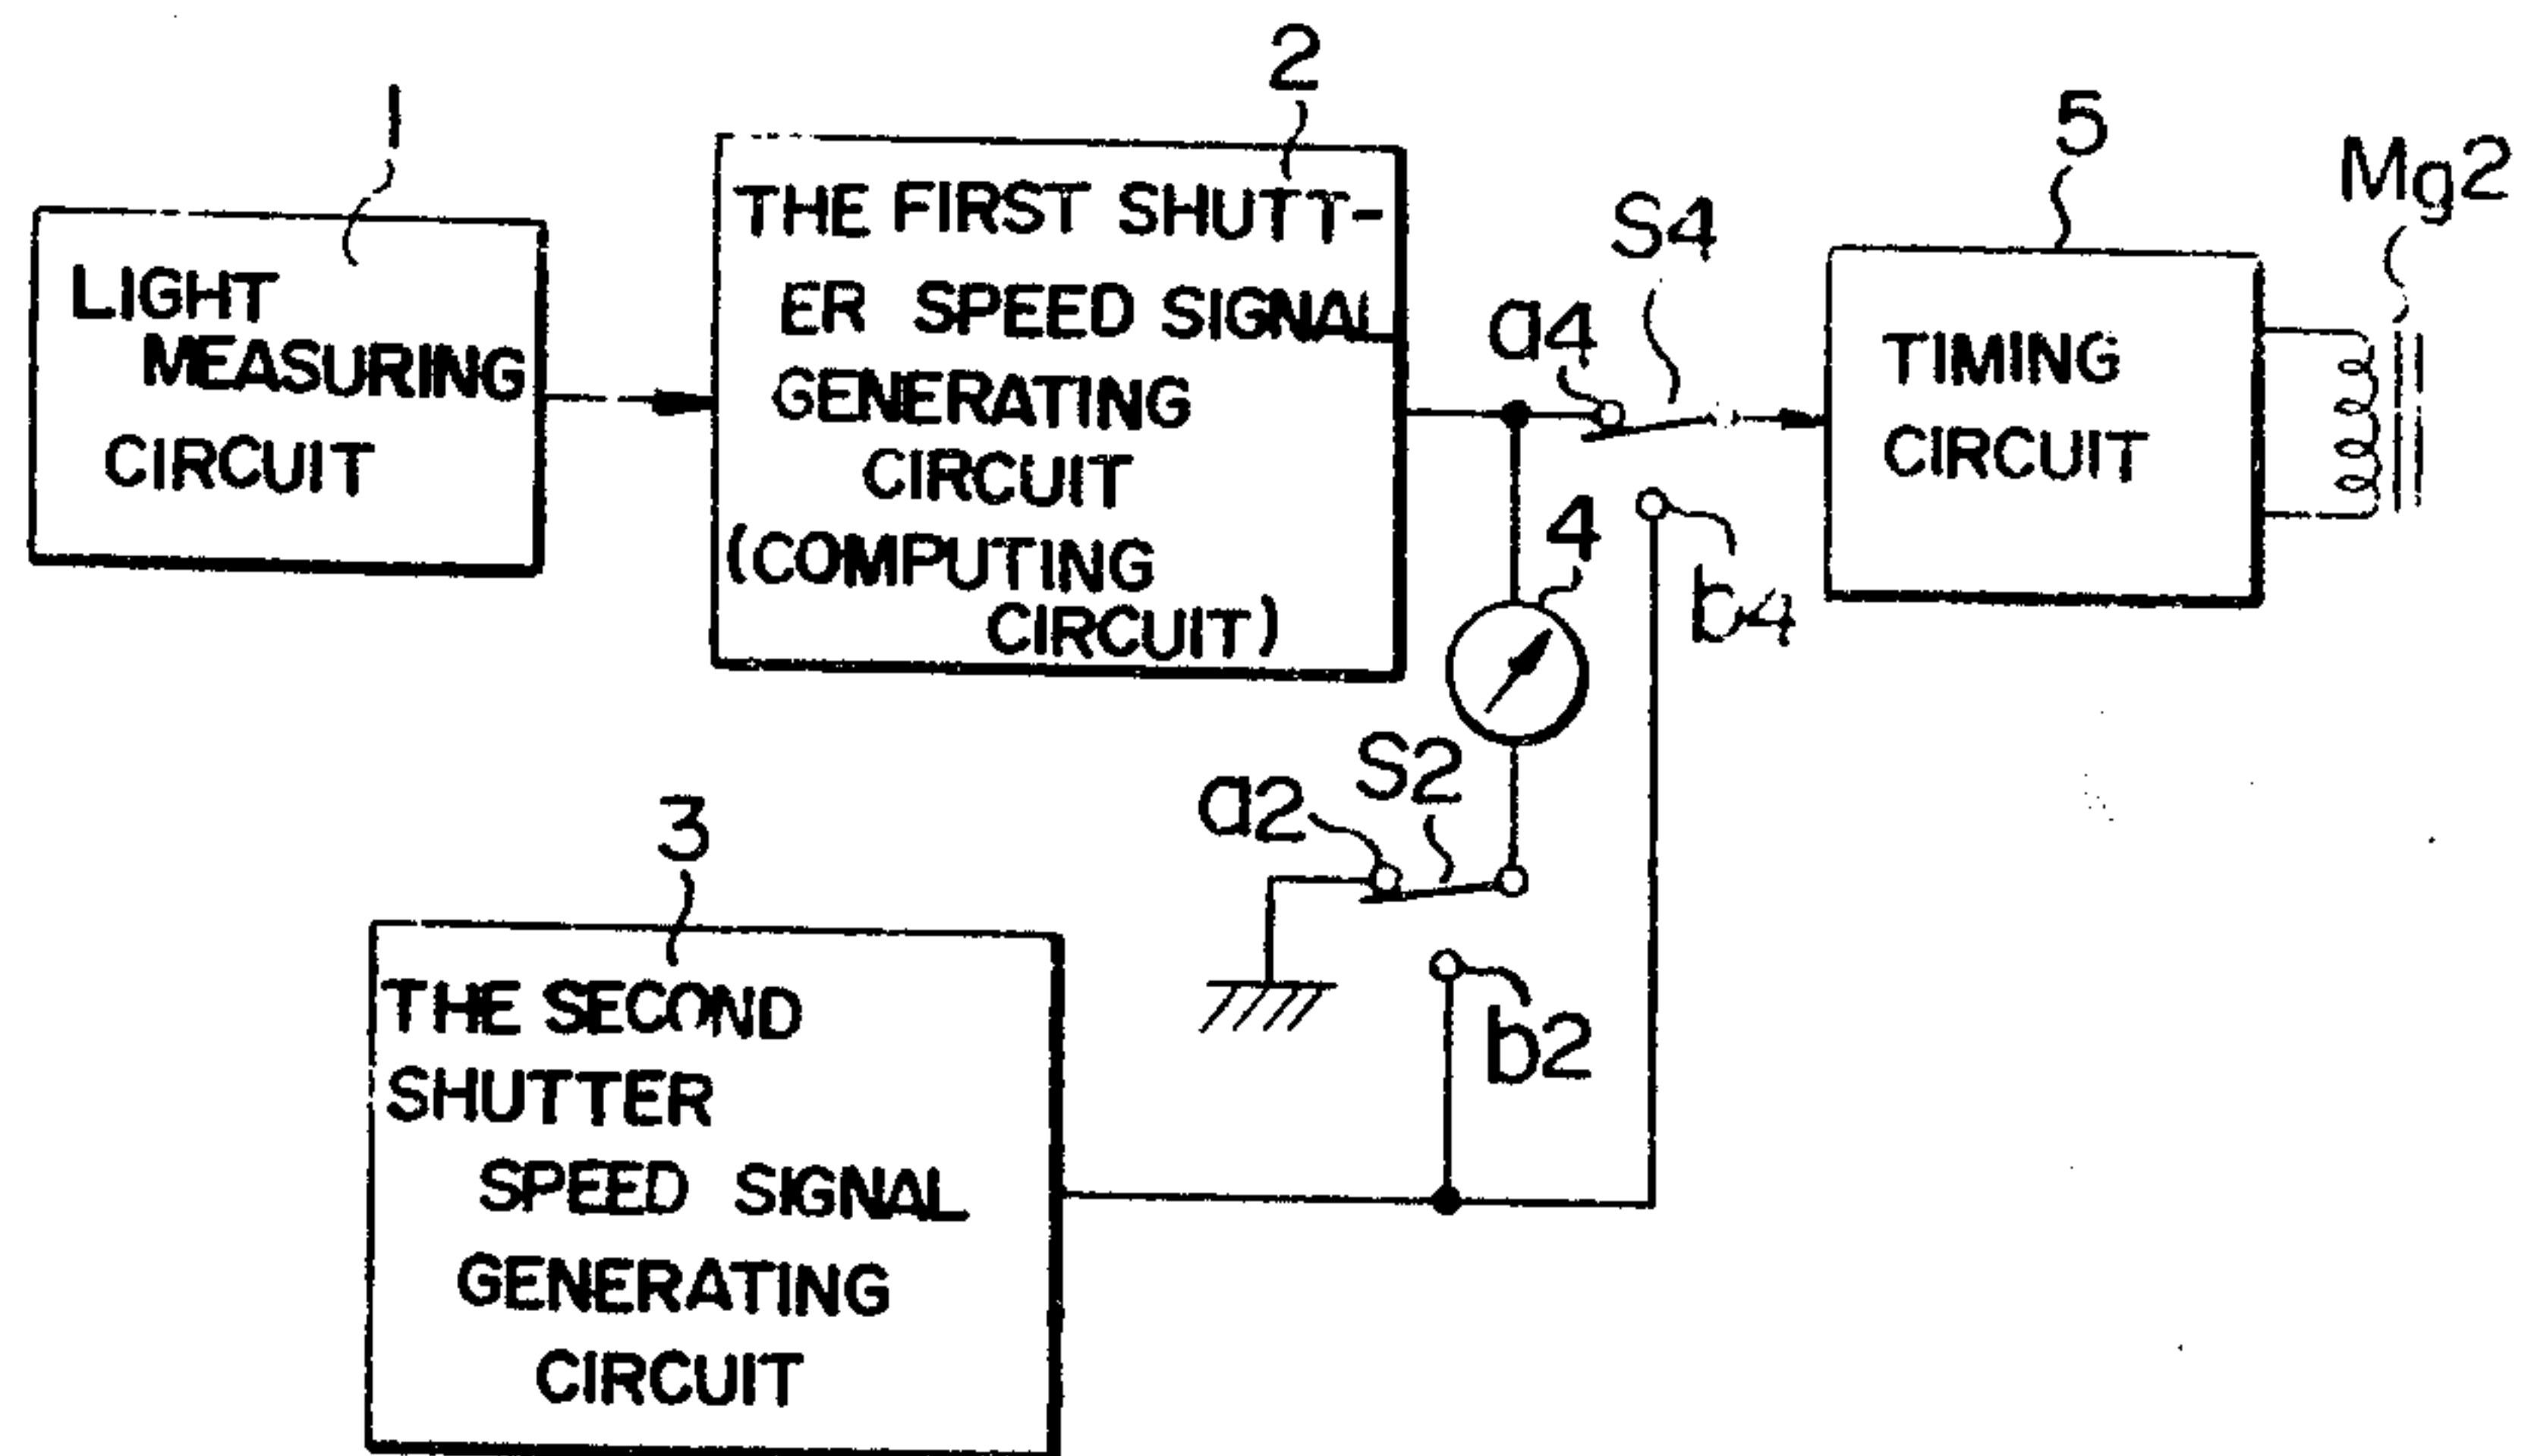 1
LIGHT
MEASURING
CIRCUIT
2
THE FIRST SHUTT-
ER SPEED SIGNAL
GENERATING
CIRCUIT
(COMPUTING
CIRCUIT)
S4
a4
b4
5
TIMING
CIRCUIT
Mg2
4
S2
a2
b2
3
THE SECOND
SHUTTER
SPEED SIGNAL
GENERATING
CIRCUIT